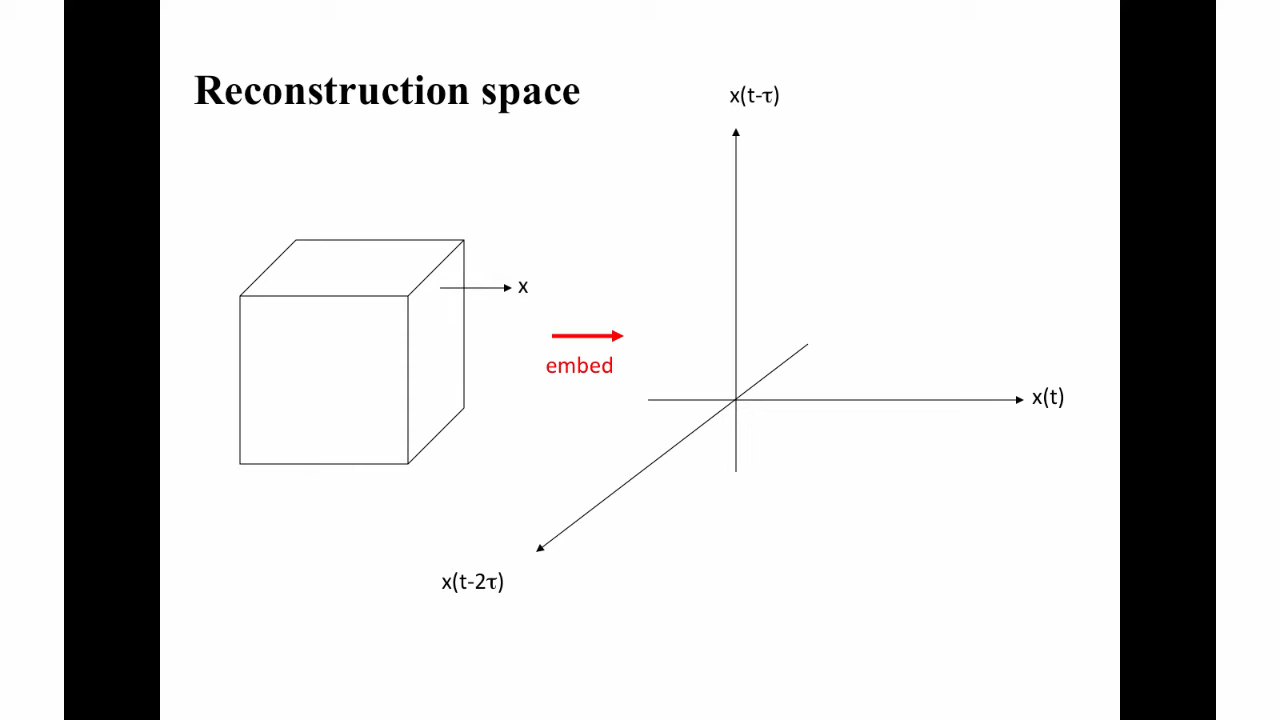 Reconstruction space
x(t-τ)
x
embed
x(t)
x(t-2τ)